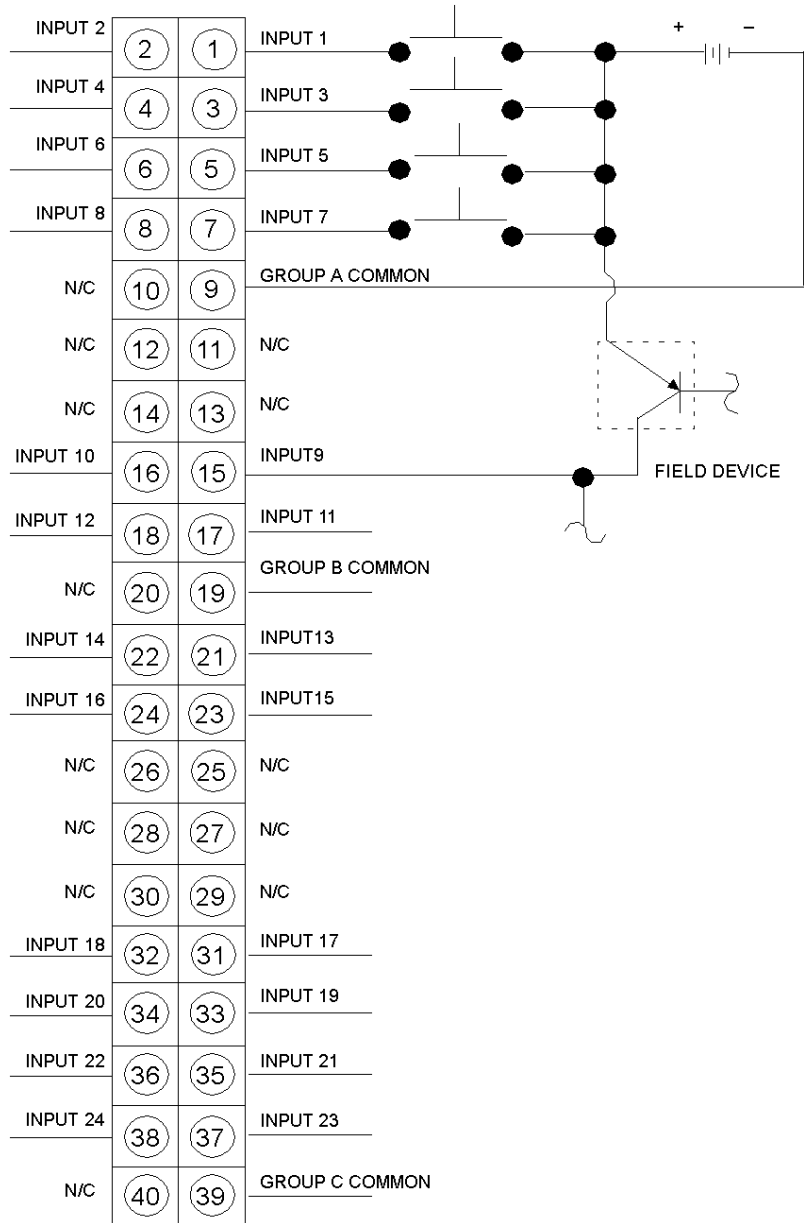 INPUT 2 2 1 INPUT 1 + –
INPUT 4 4 3 INPUT 3
INPUT 6 6 5 INPUT 5
INPUT 8 8 7 INPUT 7
N/C 10 9 GROUP A COMMON
N/C 12 11 N/C
N/C 14 13 N/C
INPUT 10 16 15 INPUT9
FIELD DEVICE
INPUT 12 18 17 INPUT 11
N/C 20 19 GROUP B COMMON
INPUT 14 22 21 INPUT13
INPUT 16 24 23 INPUT15
N/C 26 25 N/C
N/C 28 27 N/C
N/C 30 29 N/C
INPUT 18 32 31 INPUT 17
INPUT 20 34 33 INPUT 19
INPUT 22 36 35 INPUT 21
INPUT 24 38 37 INPUT 23
N/C 40 39 GROUP C COMMON